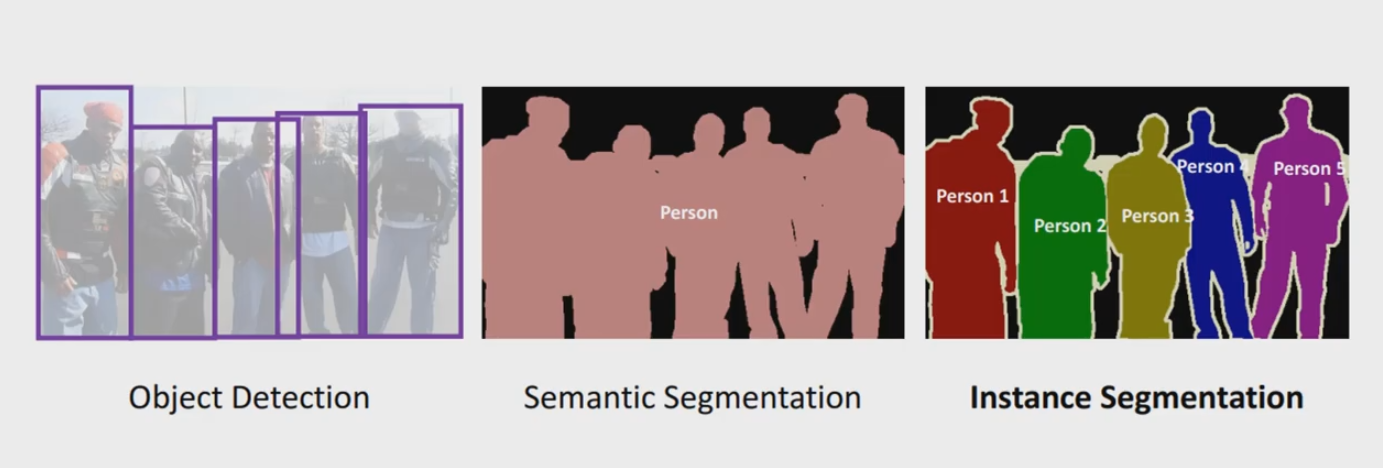 Person
Person 1
Person 2
Person 3
Person 4
Person 5
Object Detection
Semantic Segmentation
Instance Segmentation